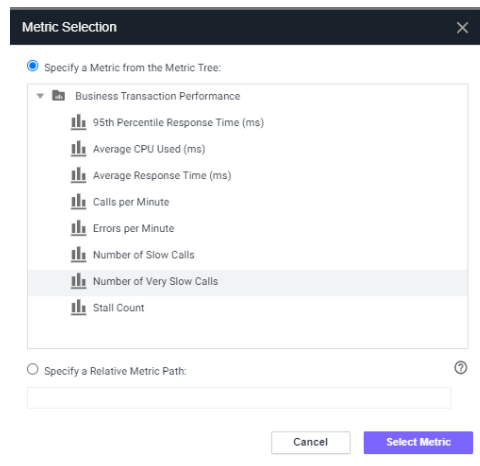 Metric Selection
Specify a Metric from the Metric Tree:
Business Transaction Performance
95th Percentile Response Time (ms)
Average CPU Used (ms)
Average Response Time (ms)
Calls per Minute
Errors per Minute
Number of Slow Calls
Number of Very Slow Calls
Stall Count
Specify a Relative Metric Path:
Cancel Select Metric